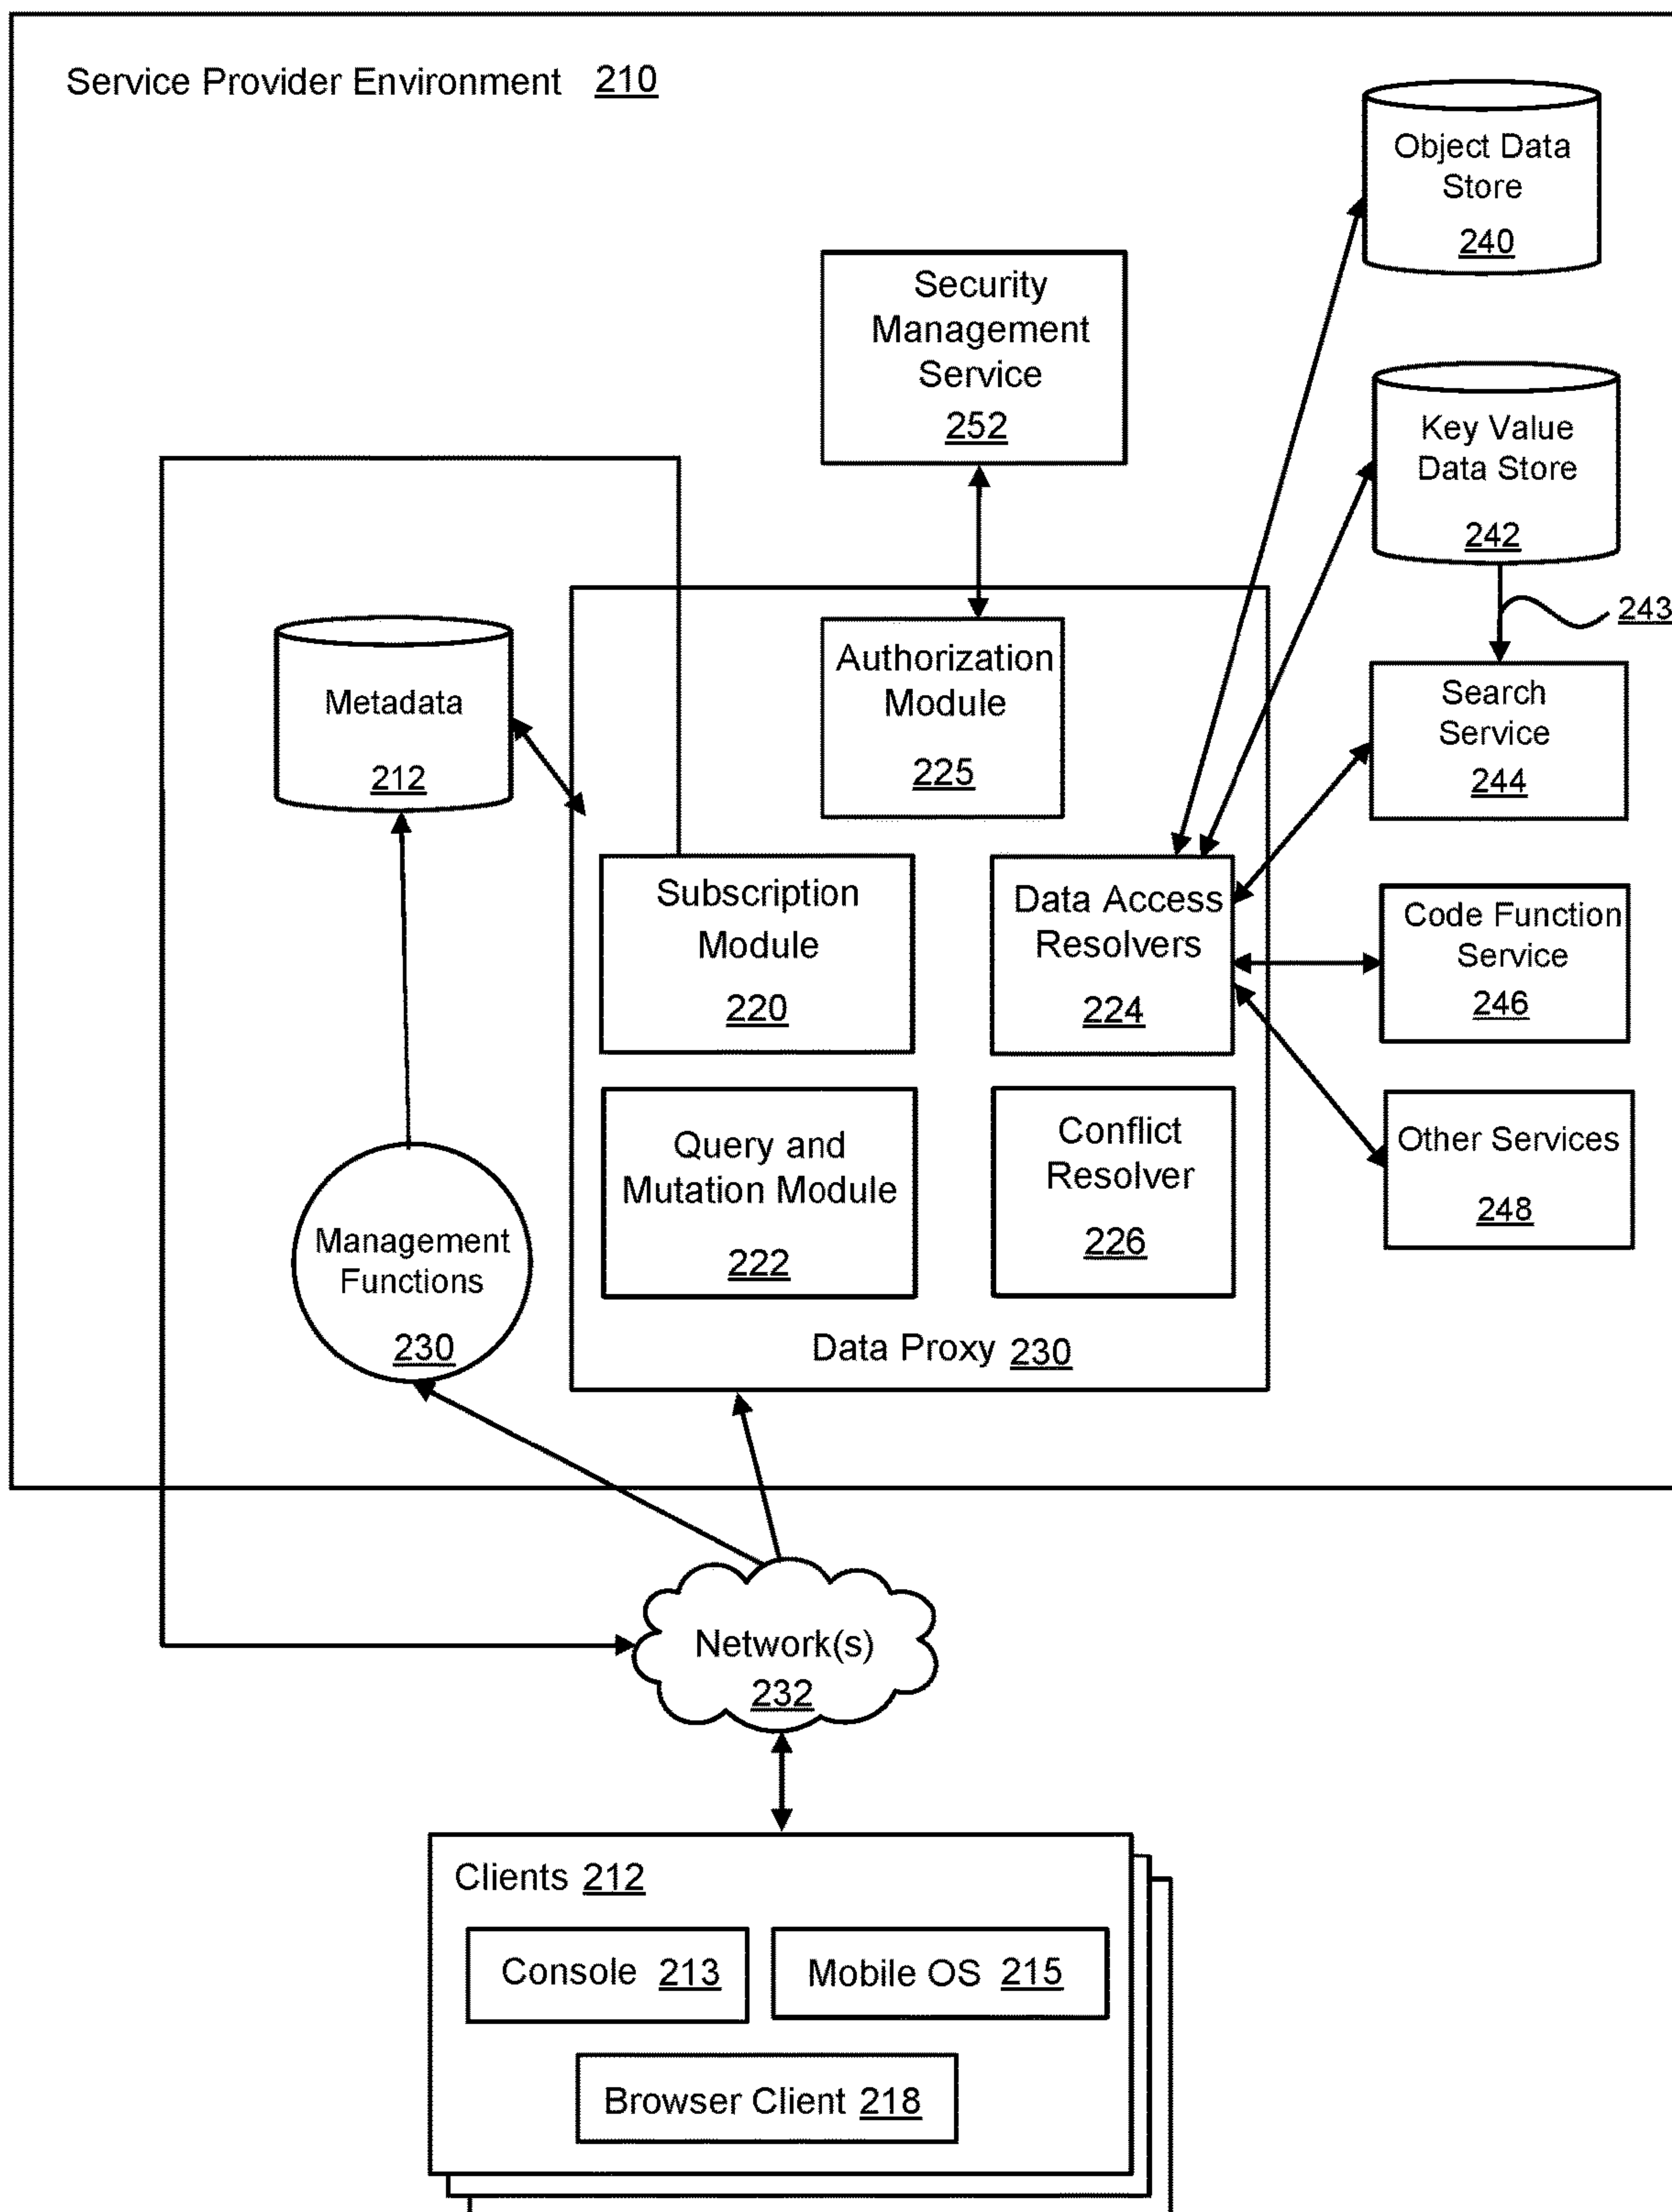 Service Provider Environment 210
Object Data
Store
240
Security
Management
Service
252
Key Value
Data Store
242
243
Metadata
212
Authorization
Module
225
Search
Service
244
Subscription
Module
220
Data Access
Resolvers
224
Code Function
Service
246
Query and
Mutation Module
222
Conflict
Resolver
226
Other Services
248
Management
Functions
230
Data Proxy 230
Network(s)
232
Clients 212
Console 213
Mobile OS 215
Browser Client 218